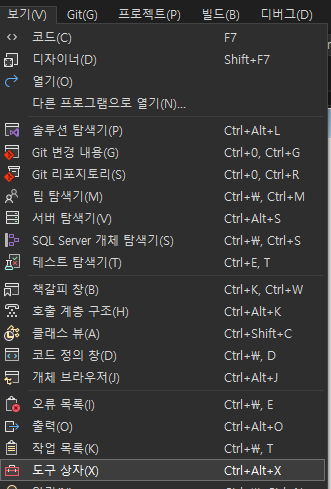 보기(V) Git(G) 프로젝트(P) 빌드(B) 디버그(D)
코드(C) F7
디자이너(D) Shift+F7
열기(O)
다른 프로그램으로 열기(N)...
솔루션 탐색기(P) Ctrl+Alt+L
Git 변경 내용(G) Ctrl+0, Ctrl+G
Git 리포지토리(S) Ctrl+0, Ctrl+R
팀 탐색기(M) Ctrl+₩, Ctrl+M
서버 탐색기(V) Ctrl+Alt+S
SQL Server 개체 탐색기(S) Ctrl+₩, Ctrl+S
테스트 탐색기(T) Ctrl+E, T
책갈피 창(B) Ctrl+K, Ctrl+W
호출 계층 구조(H) Ctrl+Alt+K
클래스 뷰(A) Ctrl+Shift+C
코드 정의 창(D) Ctrl+₩, D
개체 브라우저(J) Ctrl+Alt+J
오류 목록(I) Ctrl+₩, E
출력(O) Ctrl+Alt+O
작업 목록(K) Ctrl+₩, T
도구 상자(X) Ctrl+Alt+X